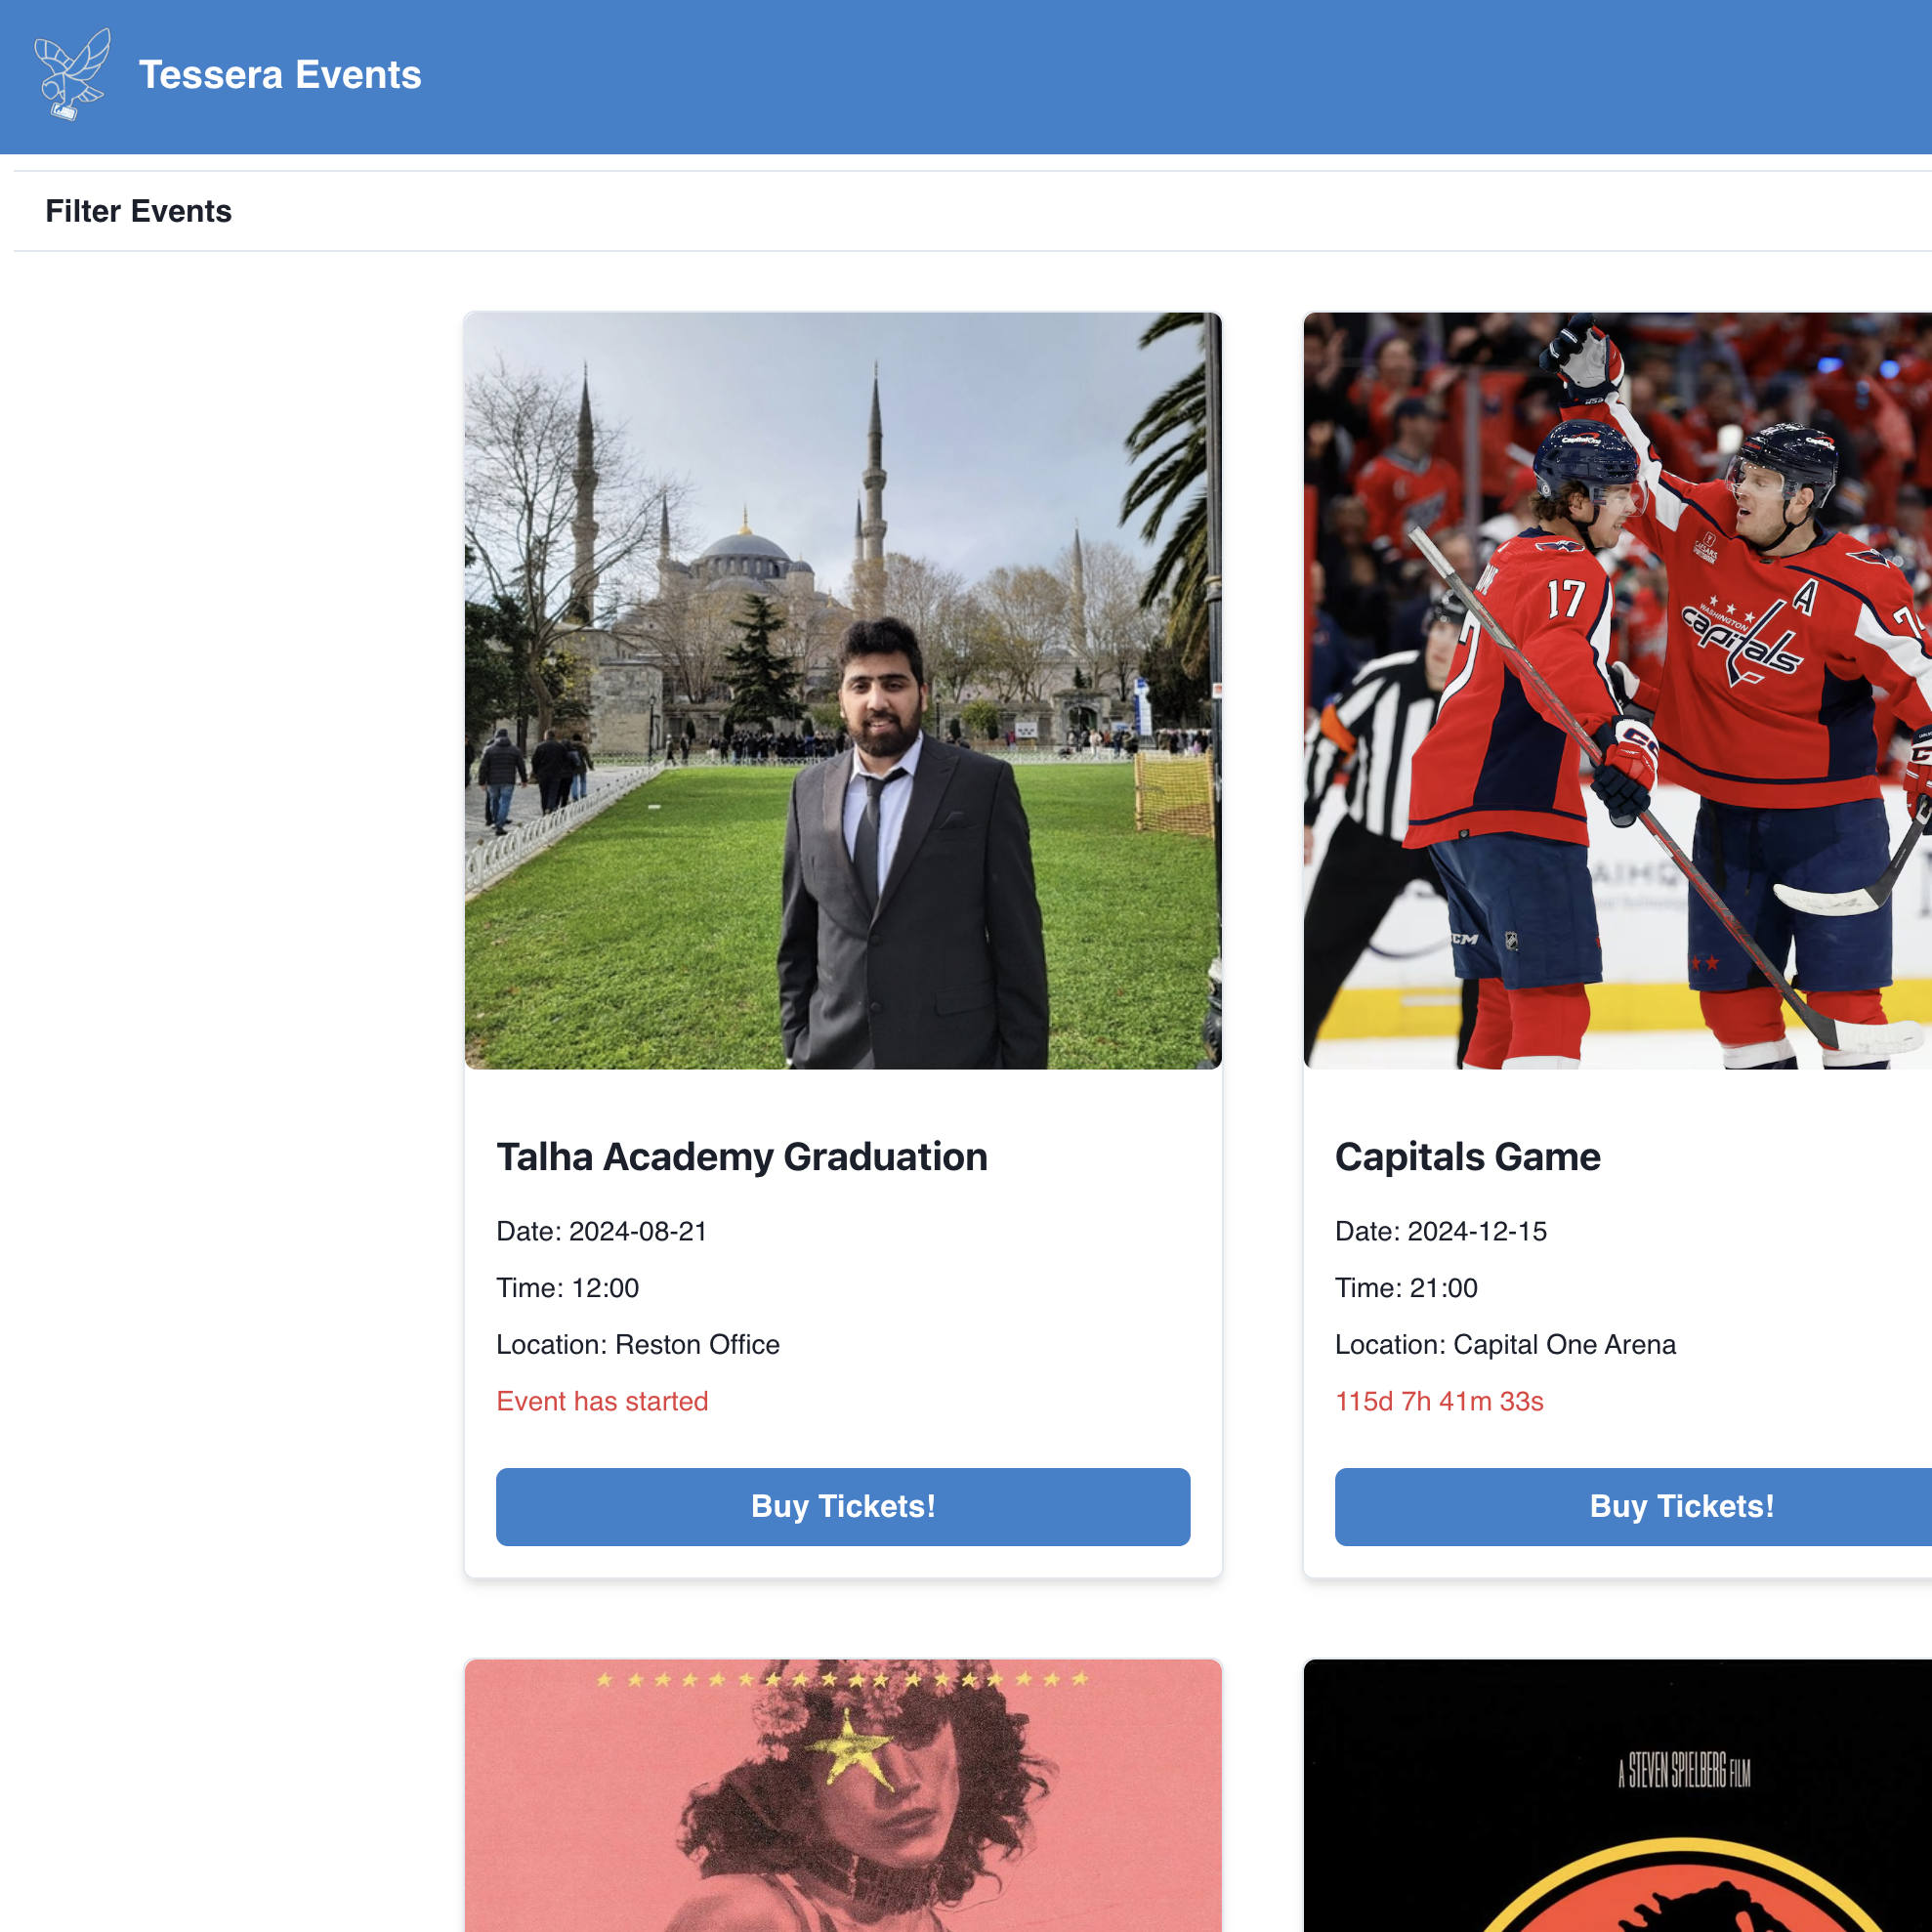 Tessera Events
Filter Events
17
A
WASHINGTON
capitals
CCM
Talha Academy Graduation
Date: 2024-08-21
Time: 12:00
Location: Reston Office
Event has started
Buy Tickets!
Capitals Game
Date: 2024-12-15
Time: 21:00
Location: Capital One Arena
115d 7h 41m 33s
Buy Tickets!
A STEVEN SPIELBERG FILM